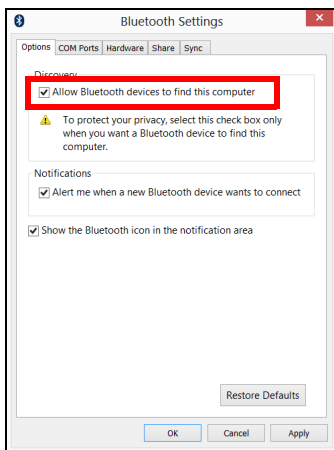 Bluetooth Settings
Options COM Ports Hardware Share Sync
Discovery
Allow Bluetooth devices to find this computer
To protect your privacy, select this check box only
when you want a Bluetooth device to find this
computer.
Notifications
Alert me when a new Bluetooth device wants to connect
Show the Bluetooth icon in the notification area
Restore Defaults
OK Cancel Apply